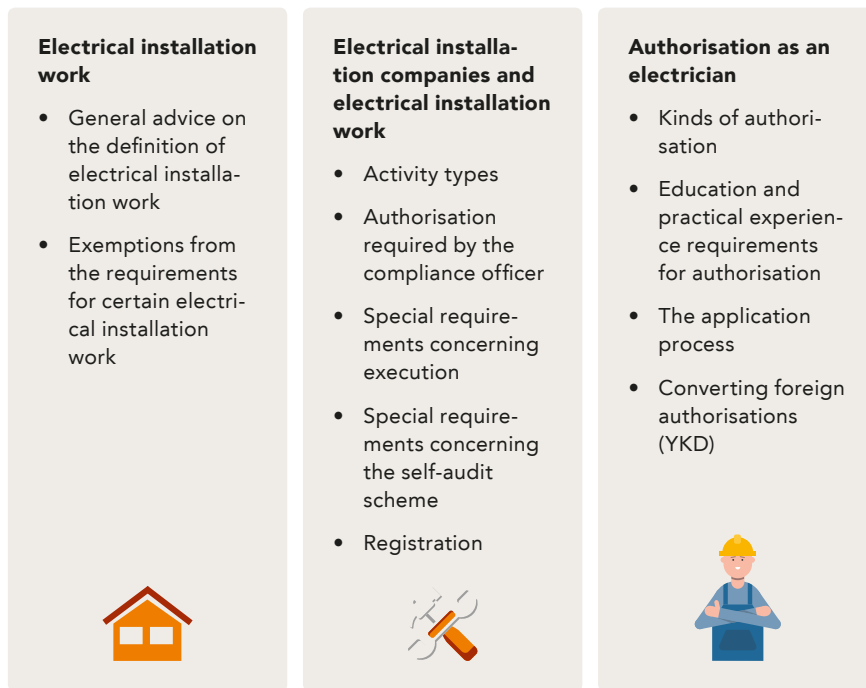 Electrical installation
work
• General advice on
the definition of
electrical installa-
tion work
• Exemptions from
the requirements
for certain electri-
cal installation
work
Electrical installa-
tion companies and
electrical installation
work
• Activity types
• Authorisation
required by the
compliance officer
• Special require-
ments concerning
execution
• Special require-
ments concerning
the self-audit
scheme
• Registration
Authorisation as an
electrician
• Kinds of authori-
sation
• Education and
practical experien-
ce requirements
for authorisation
• The application
process
• Converting foreign
authorisations
(YKD)